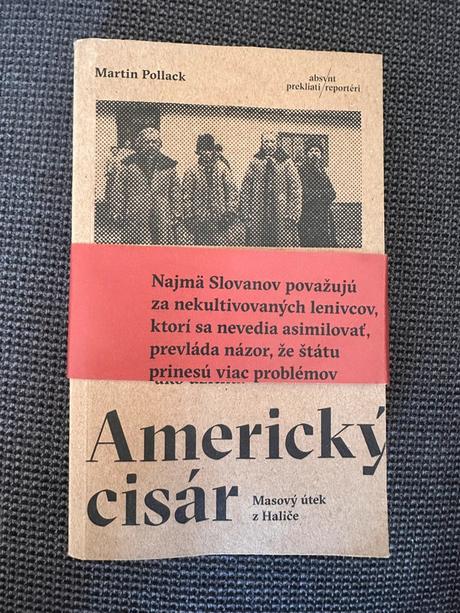 Martin Pollack
absynt
prekliati/reportéri
Najmä Slovanov považujú
za nekultivovaných lenivcov,
ktorí sa nevedia asimilovať,
prevláda názor, že štátu
prinesú viac problémov
Americký
cisár
Masový útek
z Haliče